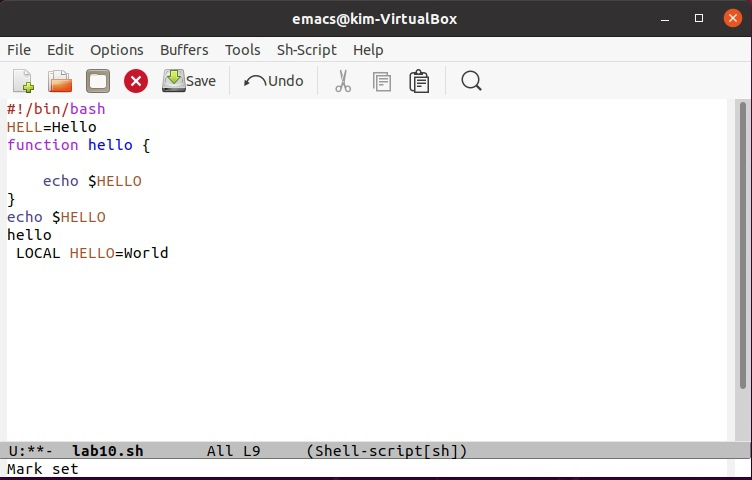 emacs@kim-VirtualBox
File Edit Options Buffers Tools Sh-Script Help
Save Undo
#!/bin/bash
HELL=Hello
function hello {
    echo $HELLO
}
echo $HELLO
hello
 LOCAL HELLO=World
U:**-  lab10.sh       All L9     (Shell-script[sh])
Mark set